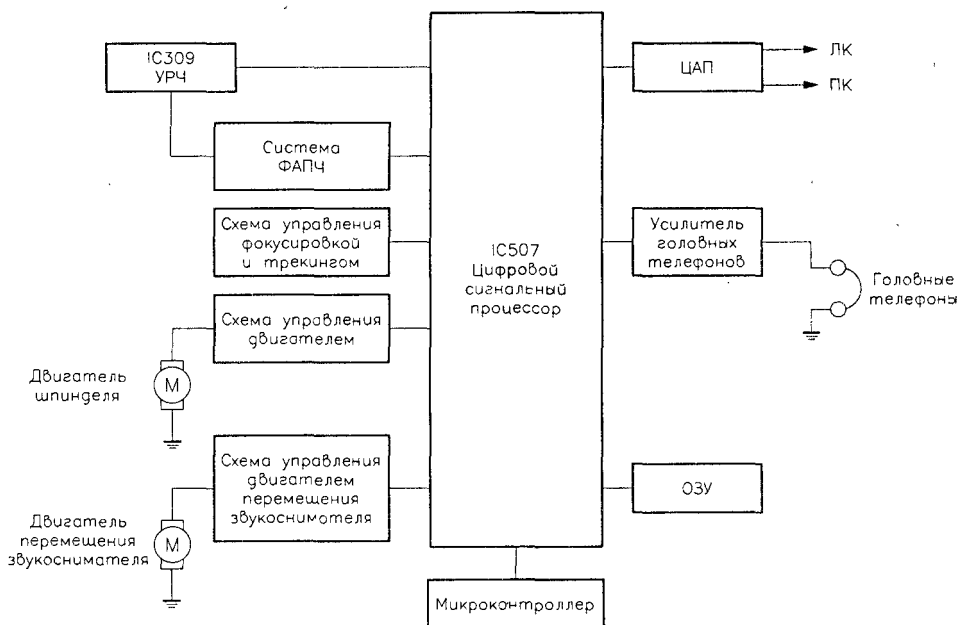 IC309
УРЧ
ЦАП
ЛК
ПК
Система
ФАПЧ
Схема управления
фокусировкой
и трекингом
IC507
Цифровой
сигнальный
процессор
Усилитель
головных
телефонов
Головные
телефоны
Схема управления
двигателем
Двигатель
шпинделя
М
Схема управления
двигателем
перемещения
звукоснимателя
ОЗУ
Двигатель
перемещения
звукоснимателя
М
Микроконтроллер